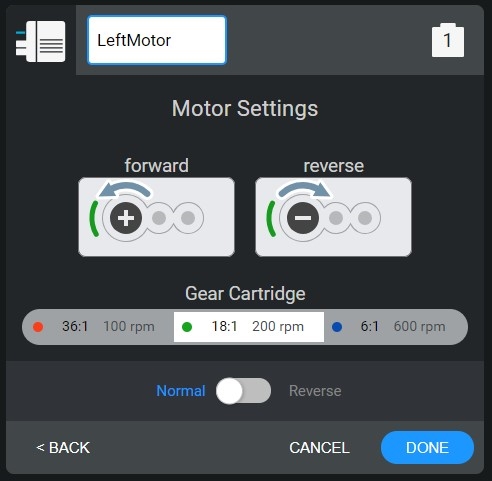 LeftMotor
1
Motor Settings
forward reverse
Gear Cartridge
36:1 100 rpm 18:1 200 rpm 6:1 600 rpm
Normal Reverse
< BACK CANCEL DONE